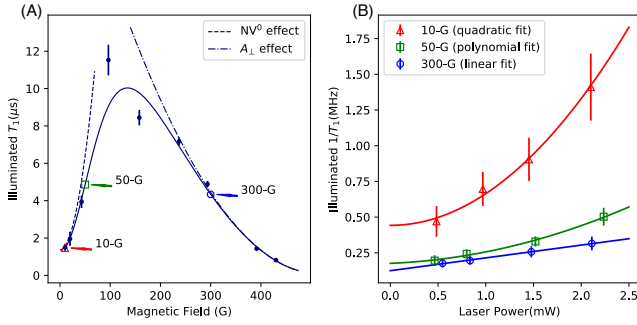 (A)
NV⁰ effect
A⊥ effect
50-G
300-G
10-G
12
10
8
6
4
2
0
0 100 200 300 400 500
Illuminated T₁(μs)
Magnetic Field (G)
(B)
10-G (quadratic fit)
50-G (polynomial fit)
300-G (linear fit)
1.75
1.50
1.25
1.00
0.75
0.50
0.25
0.0 0.5 1.0 1.5 2.0 2.5
Illuminated 1/T₁(MHz)
Laser Power(mW)